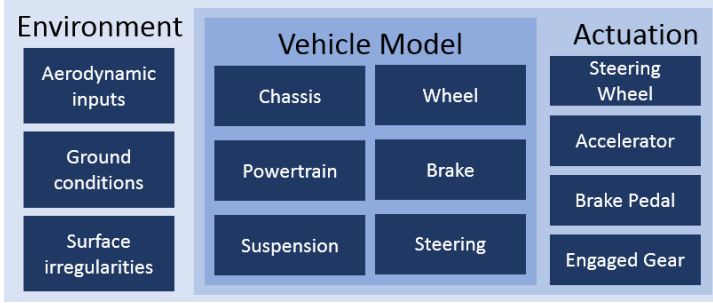 Environment
Aerodynamic
inputs
Ground
conditions
Surface
irregularities
Vehicle Model
Chassis
Wheel
Powertrain
Brake
Suspension
Steering
Actuation
Steering
Wheel
Accelerator
Brake Pedal
Engaged Gear